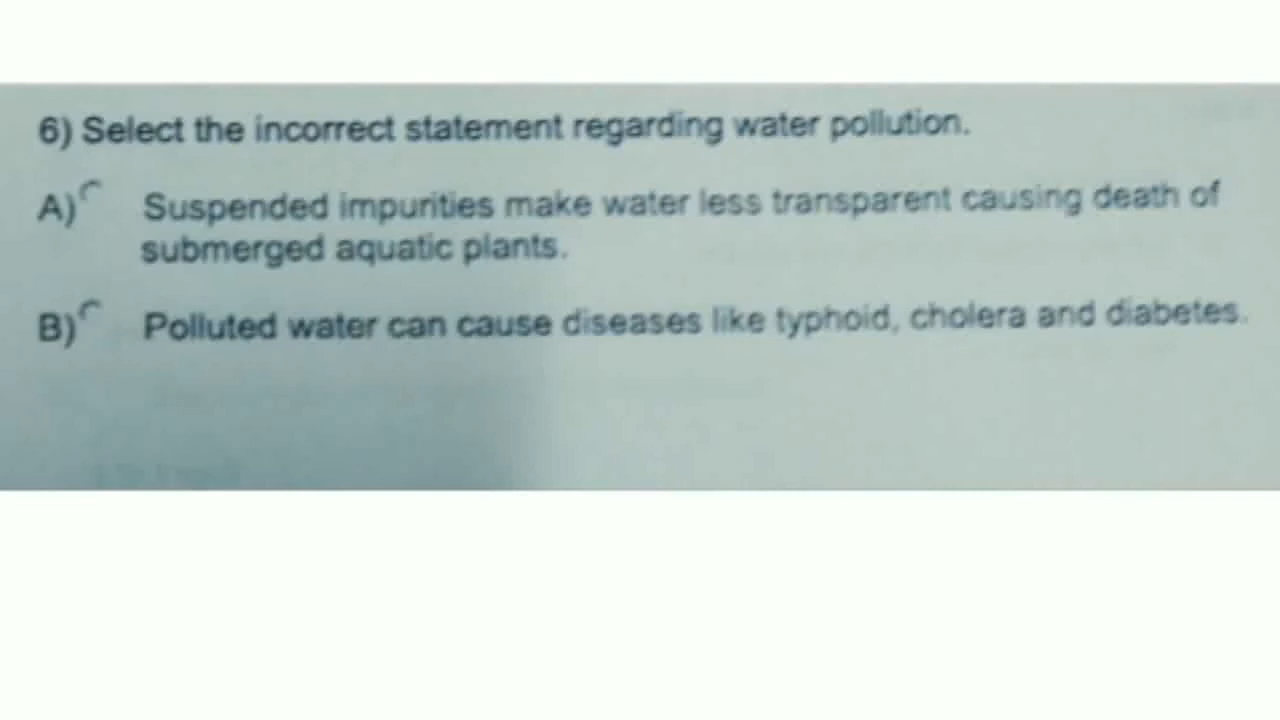 6) Select the incorrect statement regarding water pollution.
A) Suspended impurities make water less transparent causing death of
submerged aquatic plants.
B) Polluted water can cause diseases like typhoid, cholera and diabetes.